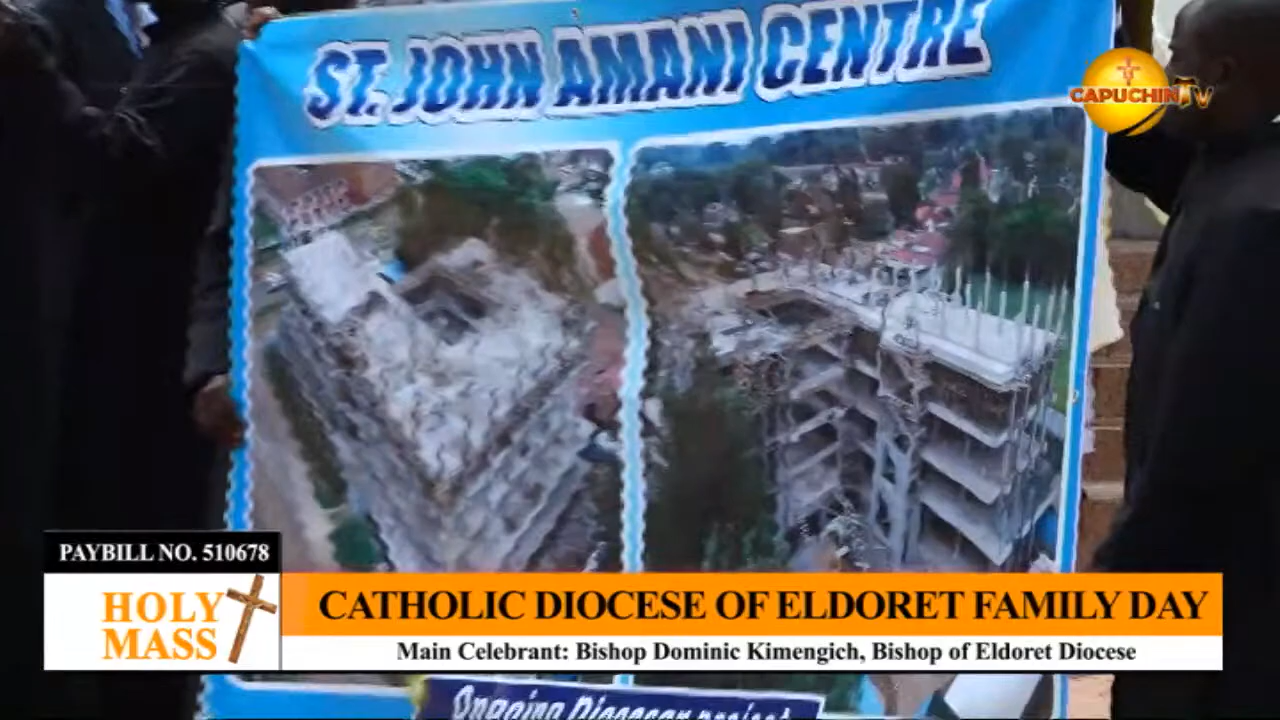 ST. JOHN AMANI CENTRE
CAPUCHIN TV
PAYBILL NO. 510678
HOLY
MASS
CATHOLIC DIOCESE OF ELDORET FAMILY DAY
Main Celebrant: Bishop Dominic Kimengich, Bishop of Eldoret Diocese
Ongoing Diocesan project